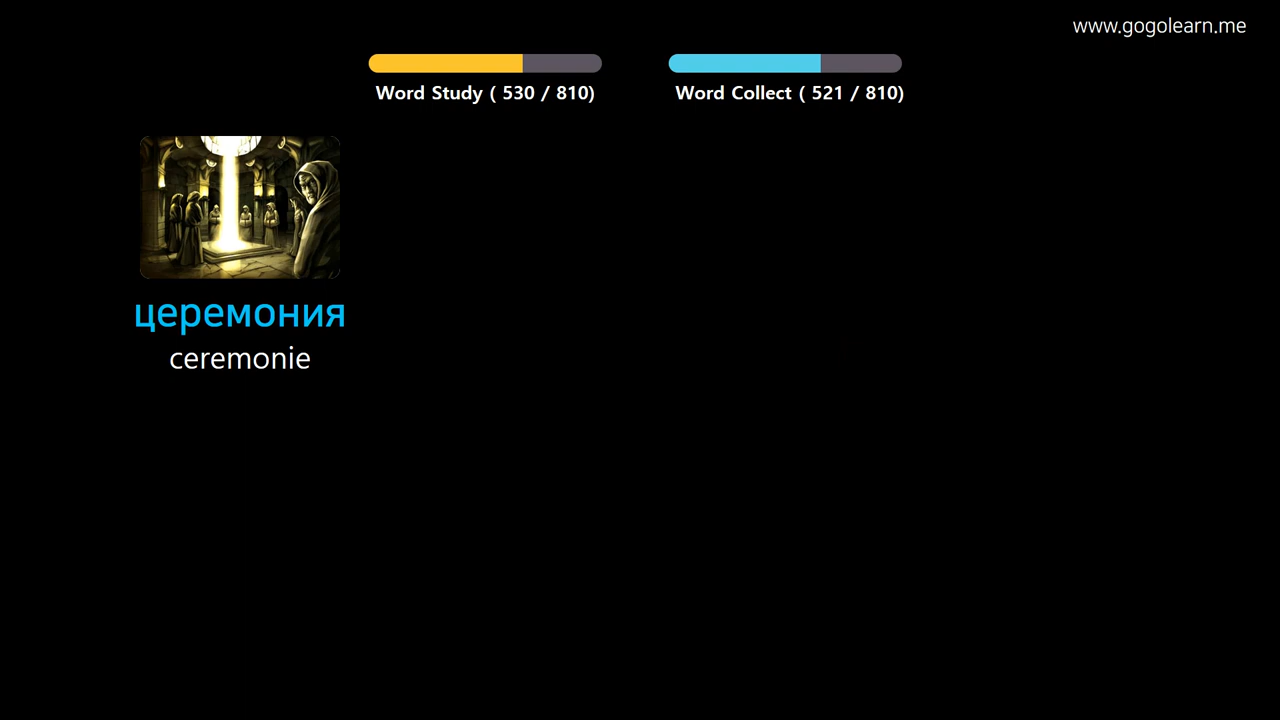 www.gogolearn.me
Word Study ( 530 / 810)
Word Collect ( 521 / 810)
церемония
ceremonie